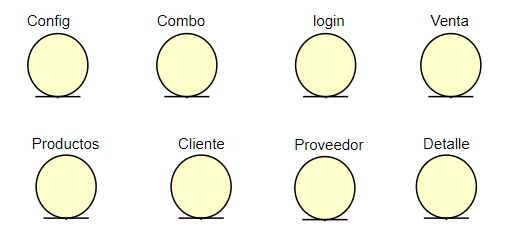 Config
Combo
login
Venta
Productos
Cliente
Proveedor
Detalle